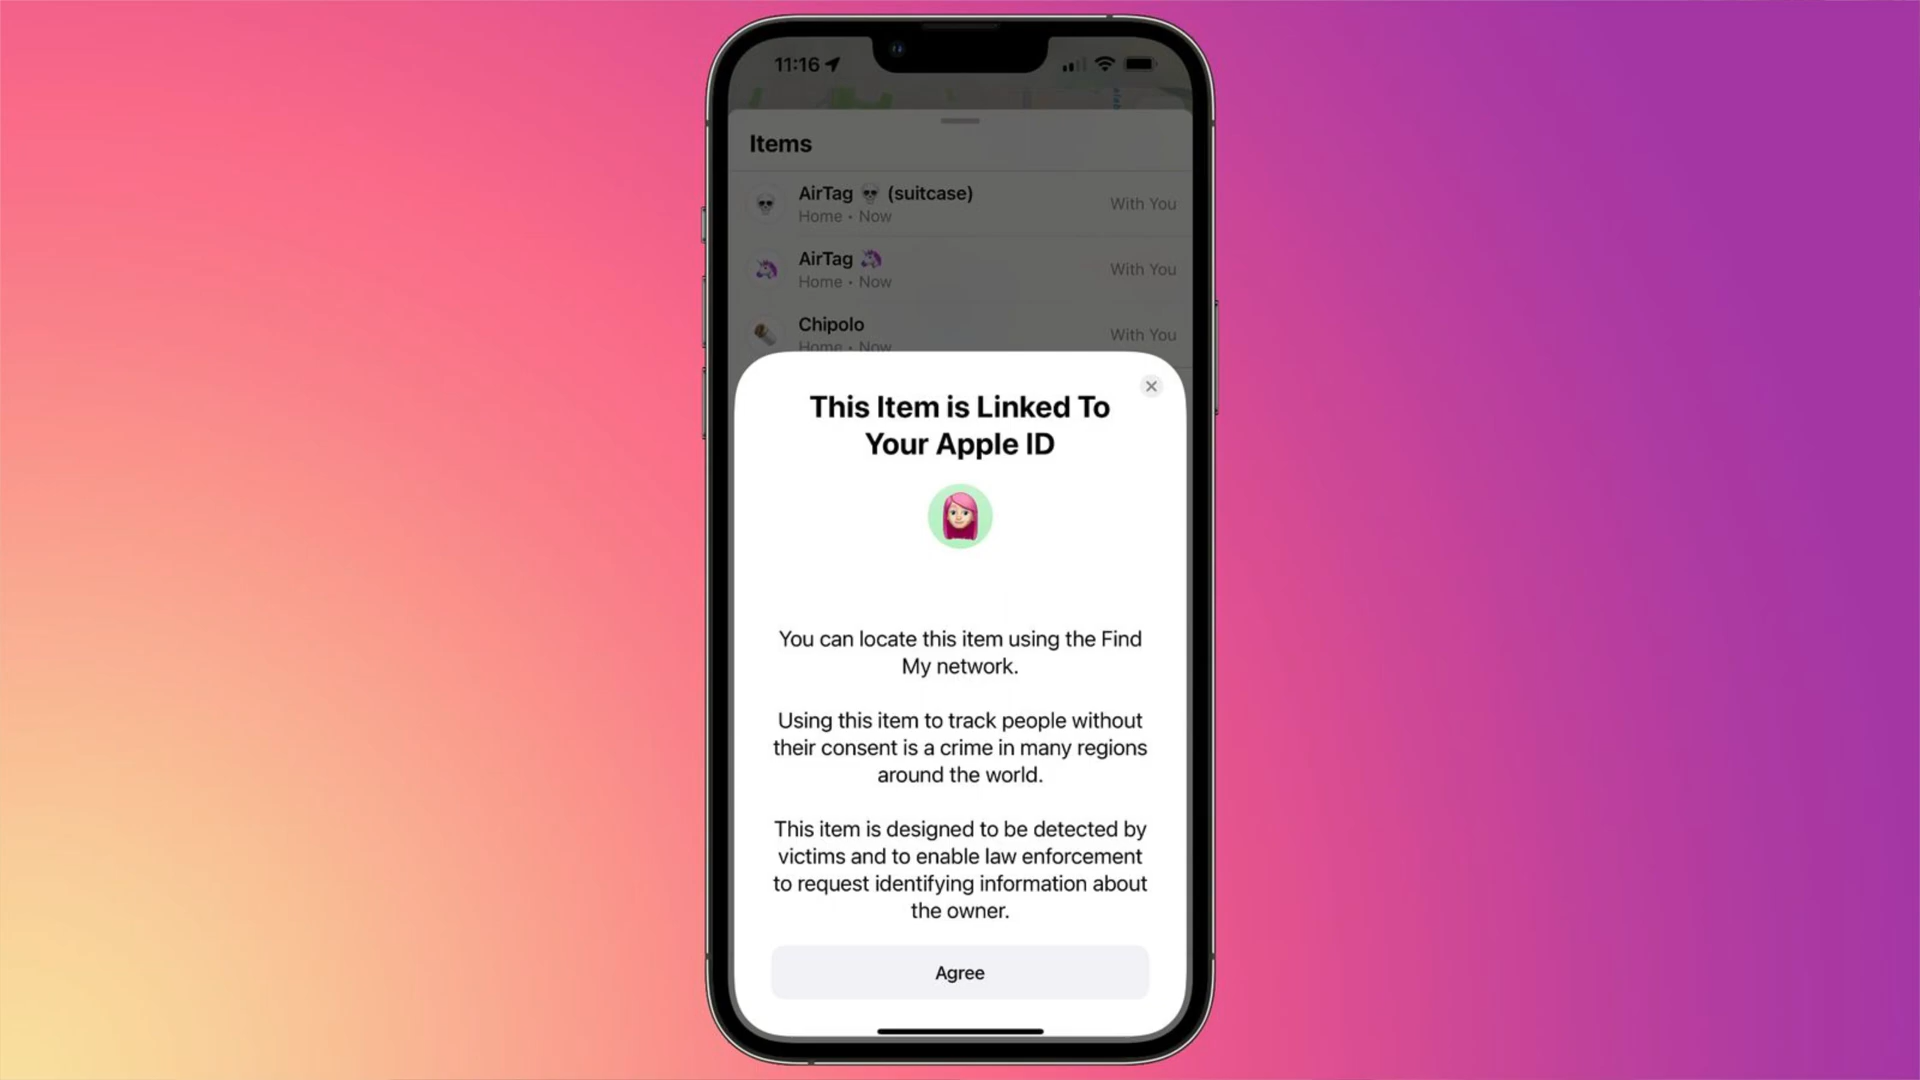 11:16
Items
AirTag 💀 (suitcase)
Home • Now
With You
AirTag 🦄
Home • Now
With You
Chipolo
Home • Now
With You
This Item is Linked To
Your Apple ID
You can locate this item using the Find
My network.
Using this item to track people without
their consent is a crime in many regions
around the world.
This item is designed to be detected by
victims and to enable law enforcement
to request identifying information about
the owner.
Agree